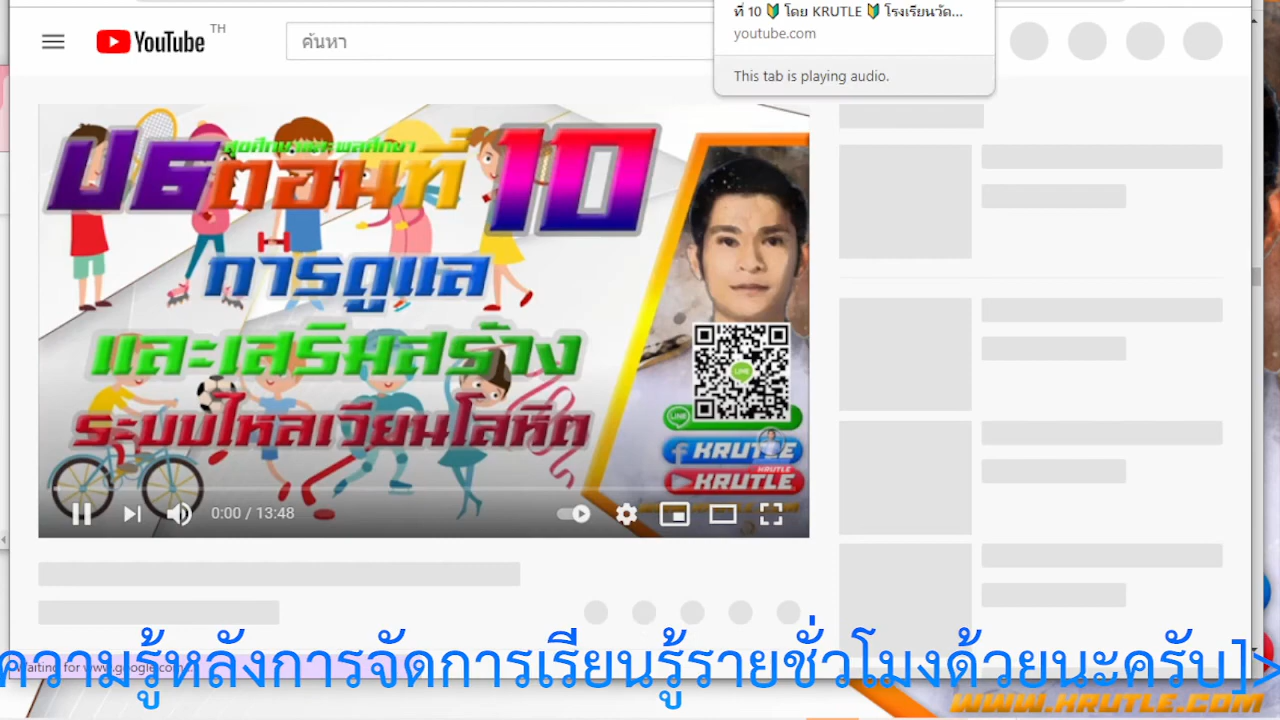 ที่ 10 🔰 โดย KRUTLE 🔰 โรงเรียนวัด...
youtube.com
This tab is playing audio.
YouTube TH
ค้นหา
สุขศึกษาและพลศึกษา
ป6 ตอนที่ 10
การดูแล
และเสริมสร้าง
ระบบไหลเวียนโลหิต
LINE
LINE
KRUTLE
KRUTLE
KRUTLE
0:00 / 13:48
Waiting for www.google.com...
ความรู้หลังการจัดการเรียนรู้รายชั่วโมงด้วยนะครับ]>
WWW.KRUTLE.COM